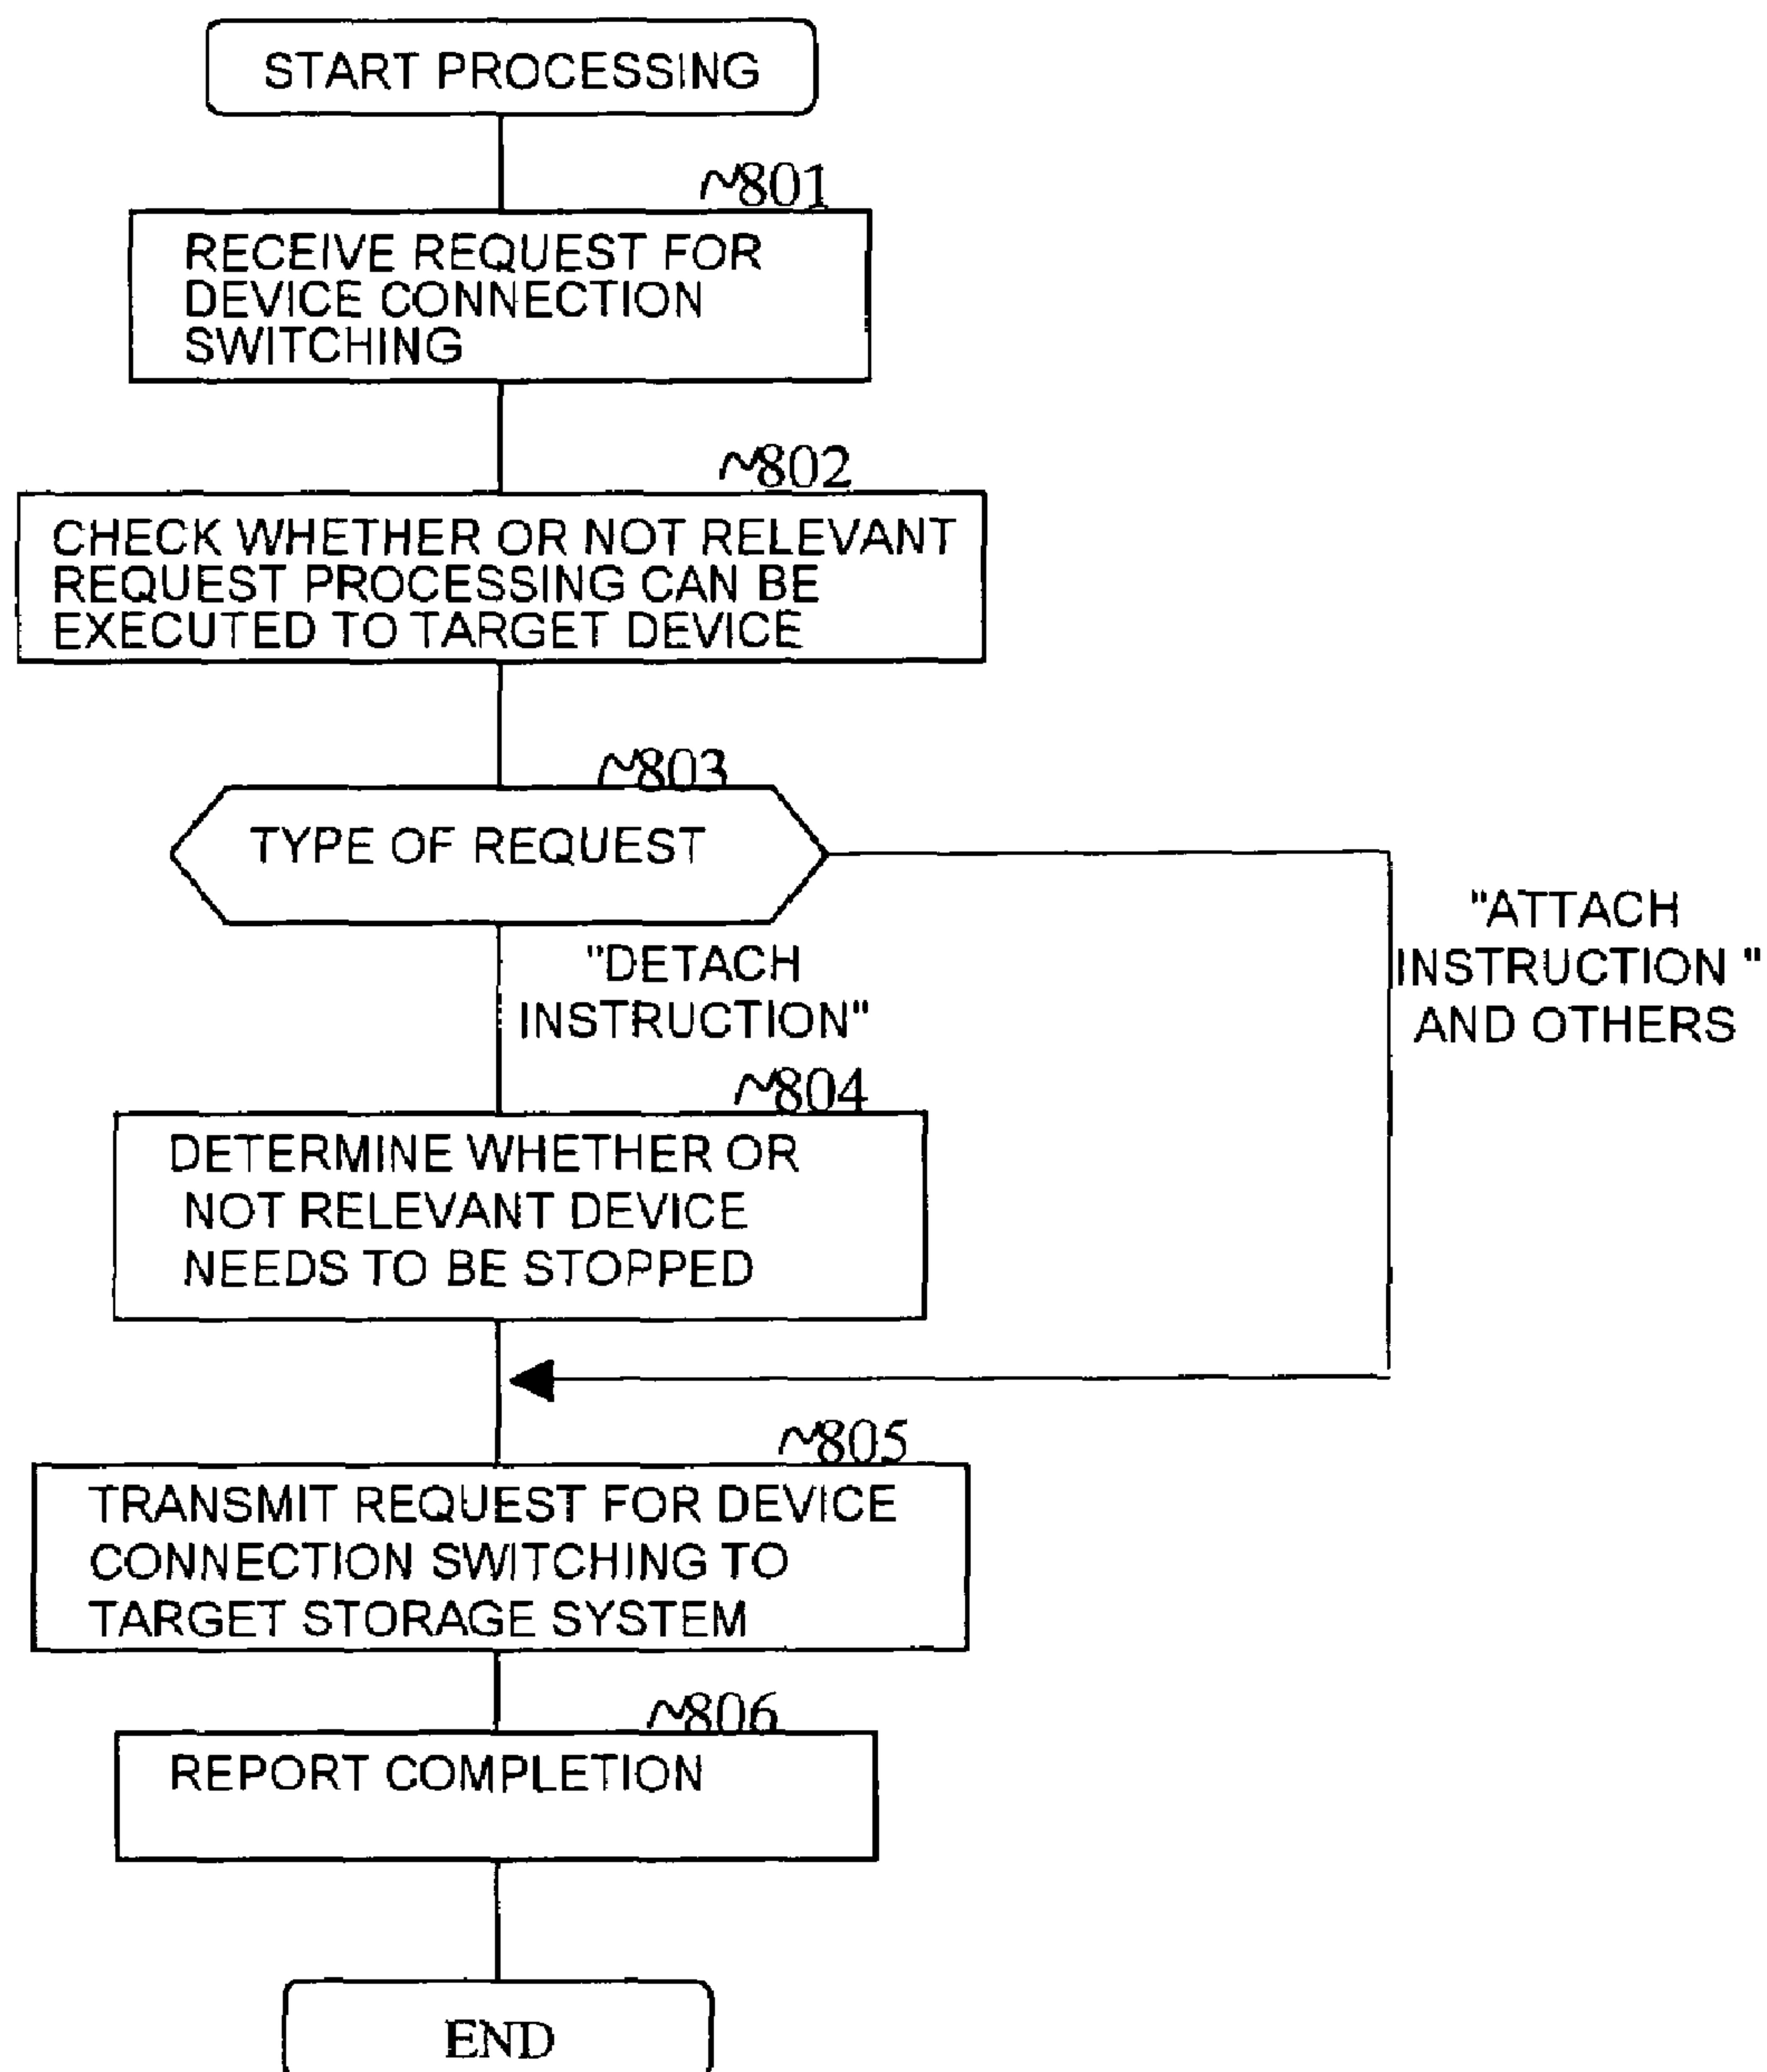 START PROCESSING
~801
RECEIVE REQUEST FOR
DEVICE CONNECTION
SWITCHING
~802
CHECK WHETHER OR NOT RELEVANT
REQUEST PROCESSING CAN BE
EXECUTED TO TARGET DEVICE
~803
TYPE OF REQUEST
"DETACH
INSTRUCTION"
"ATTACH
INSTRUCTION "
AND OTHERS
~804
DETERMINE WHETHER OR
NOT RELEVANT DEVICE
NEEDS TO BE STOPPED
~805
TRANSMIT REQUEST FOR DEVICE
CONNECTION SWITCHING TO
TARGET STORAGE SYSTEM
~806
REPORT COMPLETION
END